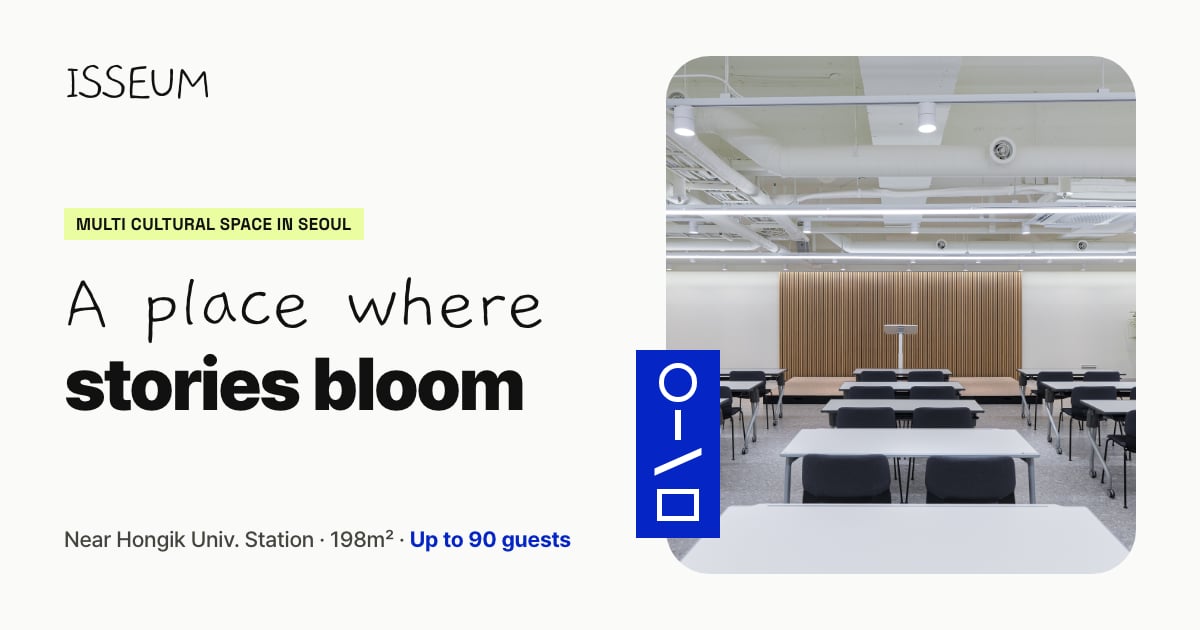 ISSEUM
MULTI CULTURAL SPACE IN SEOUL
A place where
stories bloom
Near Hongik Univ. Station · 198m² · Up to 90 guests